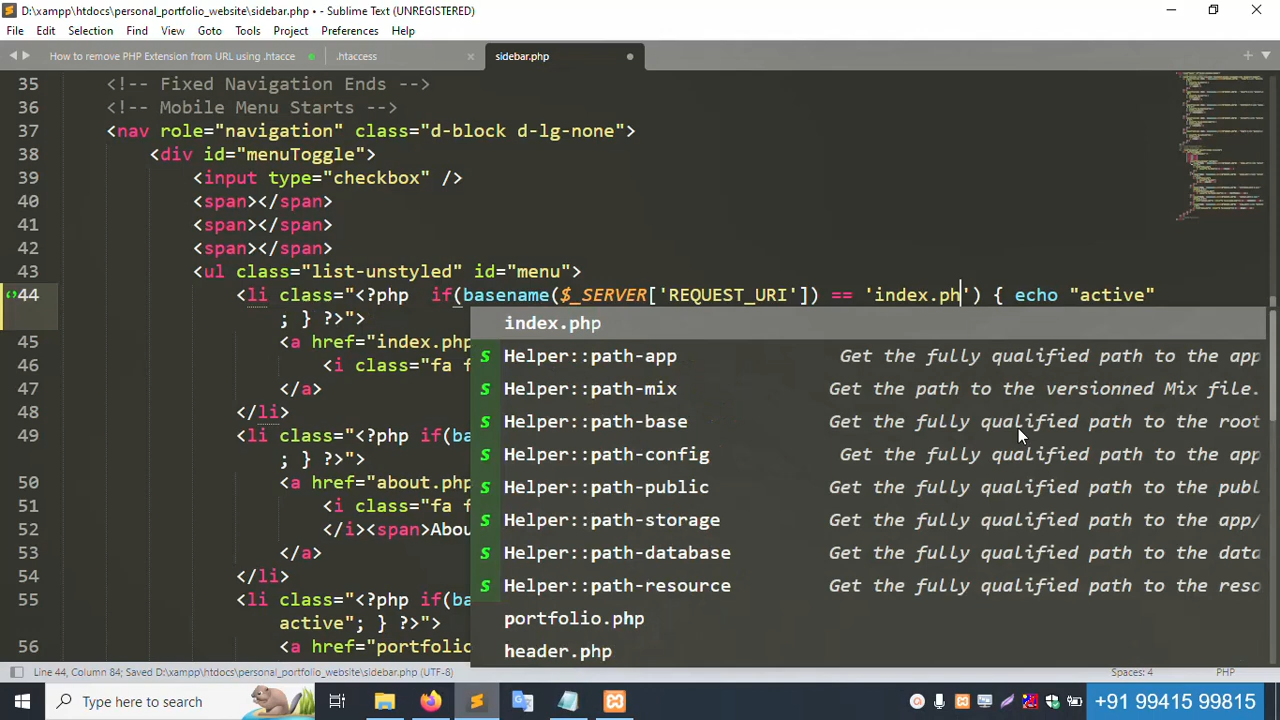 D:\xampp\htdocs\personal_portfolio_website\sidebar.php • - Sublime Text (UNREGISTERED)
File Edit Selection Find View Goto Tools Project Preferences Help
How to remove PHP Extension from URL using .htacce .htaccess sidebar.php
35 <!-- Fixed Navigation Ends -->
36 <!-- Mobile Menu Starts -->
37 <nav role="navigation" class="d-block d-lg-none">
38 <div id="menuToggle">
39 <input type="checkbox" />
40 <span></span>
41 <span></span>
42 <span></span>
43 <ul class="list-unstyled" id="menu">
44 <li class="<?php  if(basename($_SERVER['REQUEST_URI']) == 'index.ph') { echo "active"
; } ?>">
index.php
45 <a href="index.php
Helper::path-app Get the fully qualified path to the app
46 <i class="fa f
47 </a>
Helper::path-mix Get the path to the versionned Mix file.
48 </li>
Helper::path-base Get the fully qualified path to the root
49 <li class="<?php if(ba
; } ?>">
Helper::path-config Get the fully qualified path to the app
50 <a href="about.php
Helper::path-public Get the fully qualified path to the publ
51 <i class="fa f
Helper::path-storage Get the fully qualified path to the app/
52 </i><span>Abou
53 </a>
Helper::path-database Get the fully qualified path to the data
54 </li>
Helper::path-resource Get the fully qualified path to the reso
55 <li class="<?php if(ba
active"; } ?>">
portfolio.php
56 <a href="portfolio
header.php
Line 44, Column 84; Saved D:\xampp\htdocs\personal_portfolio_website\sidebar.php (UTF-8) Spaces: 4 PHP
Type here to search
+91 99415 99815